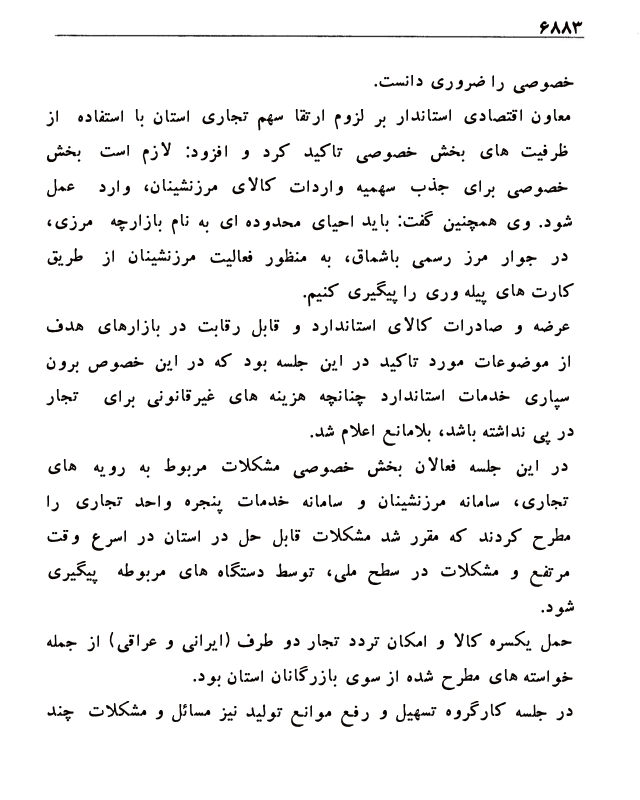 ۶۸۸۳
خصوصی را ضروری دانست.
معاون اقتصادی استاندار بر لزوم ارتقا سهم تجاری استان با استفاده از
ظرفیت های بخش خصوصی تاکید کرد و افزود: لازم است بخش
خصوصی برای جذب سهمیه واردات کالای مرزنشینان، وارد عمل
شود. وی همچنین گفت: باید احیای محدوده ای به نام بازارچه مرزی،
در جوار مرز رسمی باشماق، به منظور فعالیت مرزنشینان از طریق
کارت های پیله وری را پیگیری کنیم.
عرضه و صادرات کالای استاندارد و قابل رقابت در بازارهای هدف
از موضوعات مورد تاکید در این جلسه بود که در این خصوص برون
سپاری خدمات استاندارد چنانچه هزینه های غیرقانونی برای تجار
در پی نداشته باشد، بلامانع اعلام شد.
در این جلسه فعالان بخش خصوصی مشکلات مربوط به رویه های
تجاری، سامانه مرزنشینان و سامانه خدمات پنجره واحد تجاری را
مطرح کردند که مقرر شد مشکلات قابل حل در استان در اسرع وقت
مرتفع و مشکلات در سطح ملی، توسط دستگاه های مربوطه پیگیری
شود.
حمل یکسره کالا و امکان تردد تجار دو طرف (ایرانی و عراقی) از جمله
خواسته های مطرح شده از سوی بازرگانان استان بود.
در جلسه کارگروه تسهیل و رفع موانع تولید نیز مسائل و مشکلات چند